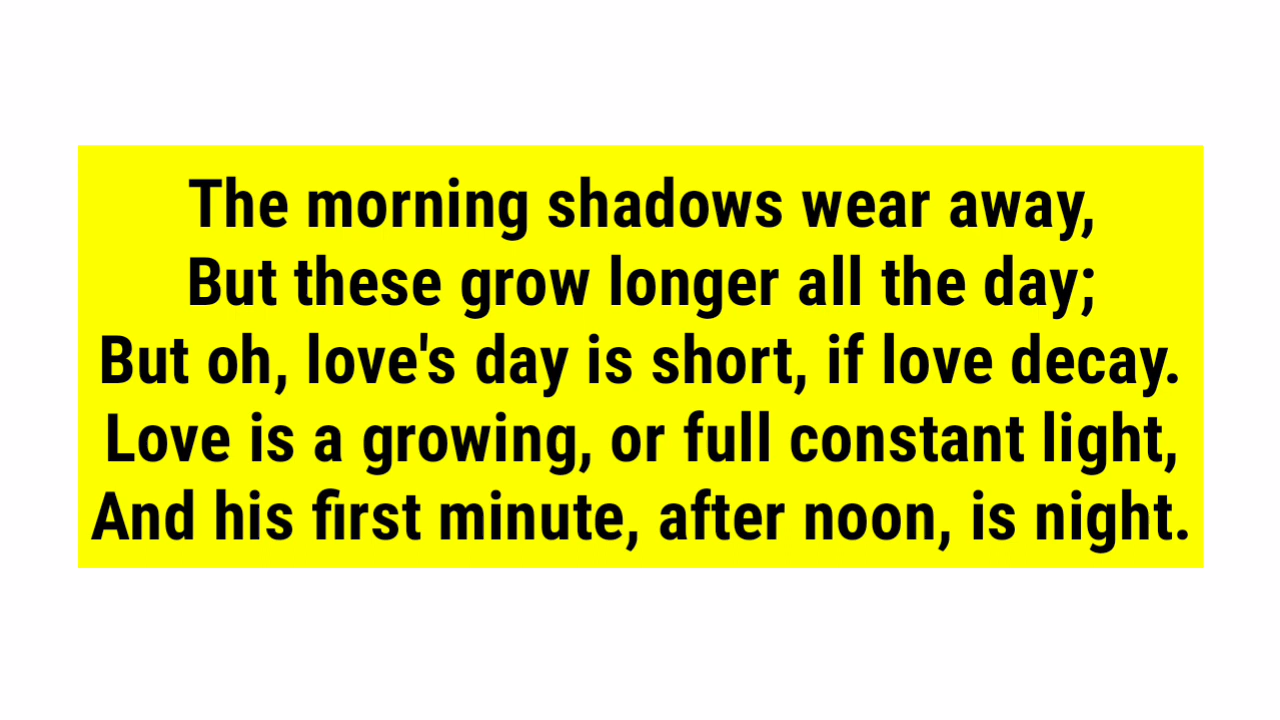 The morning shadows wear away,
But these grow longer all the day;
But oh, love's day is short, if love decay.
Love is a growing, or full constant light,
And his first minute, after noon, is night.